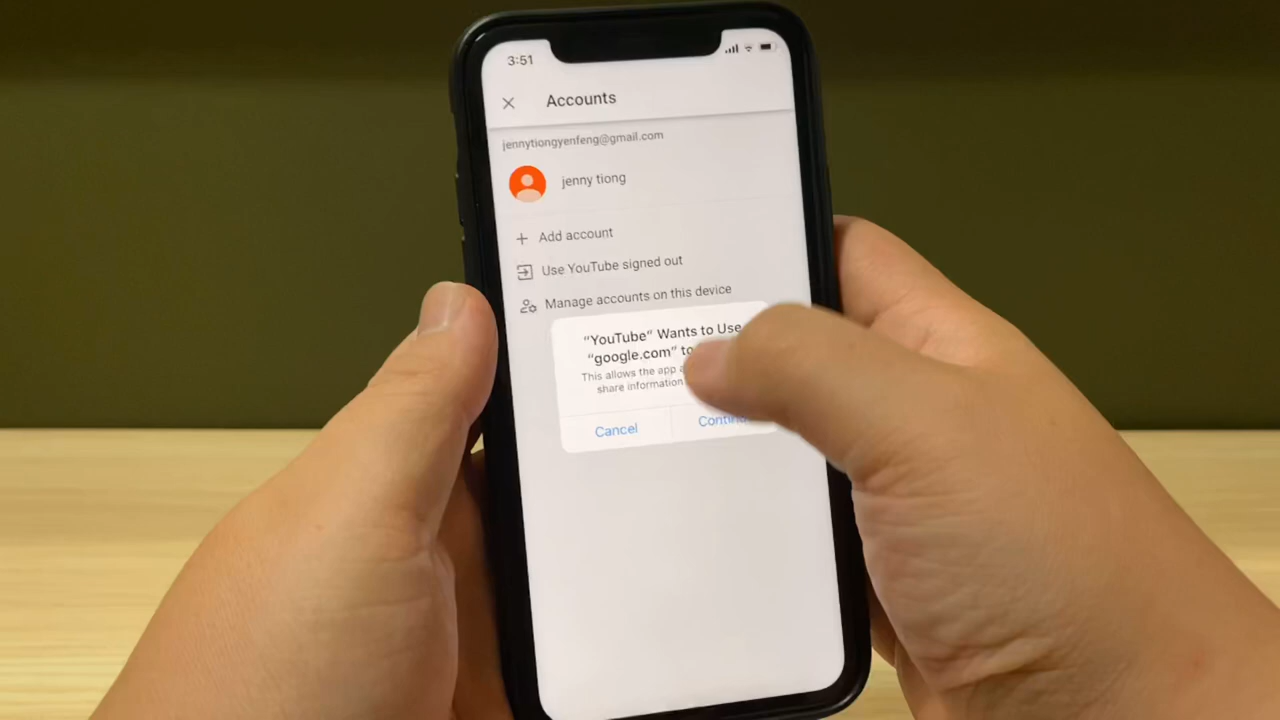 3:51
Accounts
jennytiongyenfeng@gmail.com
jenny tiong
Add account
Use YouTube signed out
Manage accounts on this device
“YouTube” Wants to Use
“google.com” to
This allows the app
share information
Cancel